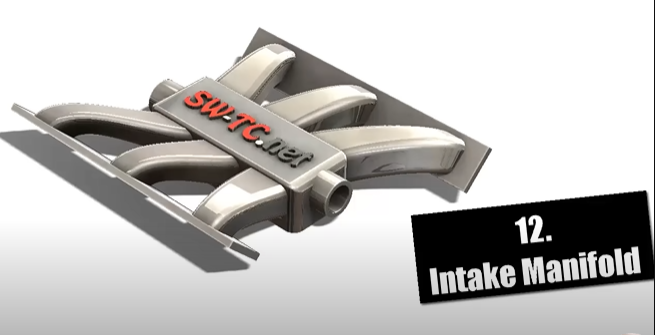 SW-TC.net
12.
Intake Manifold